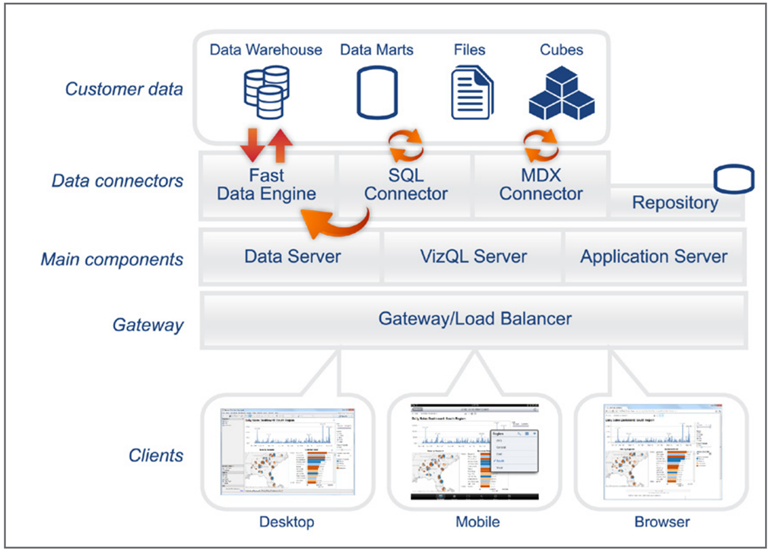 Data Warehouse Data Marts Files Cubes
Customer data
Data connectors
Fast
Data Engine
SQL
Connector
MDX
Connector
Repository
Main components
Data Server VizQL Server Application Server
Gateway
Gateway/Load Balancer
Clients
Desktop Mobile Browser